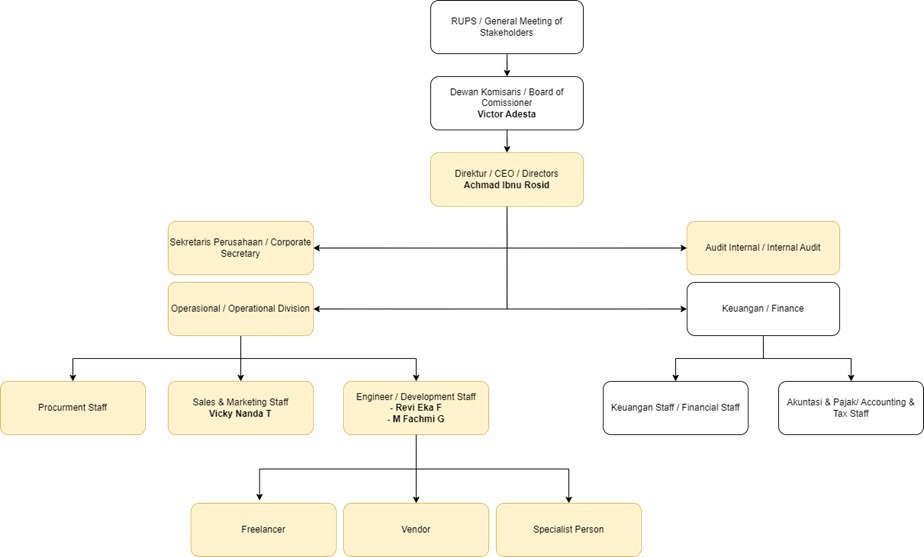 RUPS / General Meeting of
Stakeholders
Dewan Komisaris / Board of
Comissioner
Victor Adesta
Direktur / CEO / Directors
Achmad Ibnu Rosid
Sekretaris Perusahaan / Corporate
Secretary
Audit Internal / Internal Audit
Operasional / Operational Division
Keuangan / Finance
Procurment Staff
Sales & Marketing Staff
Vicky Nanda T
Engineer / Development Staff
- Revi Eka F
- M Fachmi G
Keuangan Staff / Financial Staff
Akuntasi & Pajak/ Accounting &
Tax Staff
Freelancer
Vendor
Specialist Person